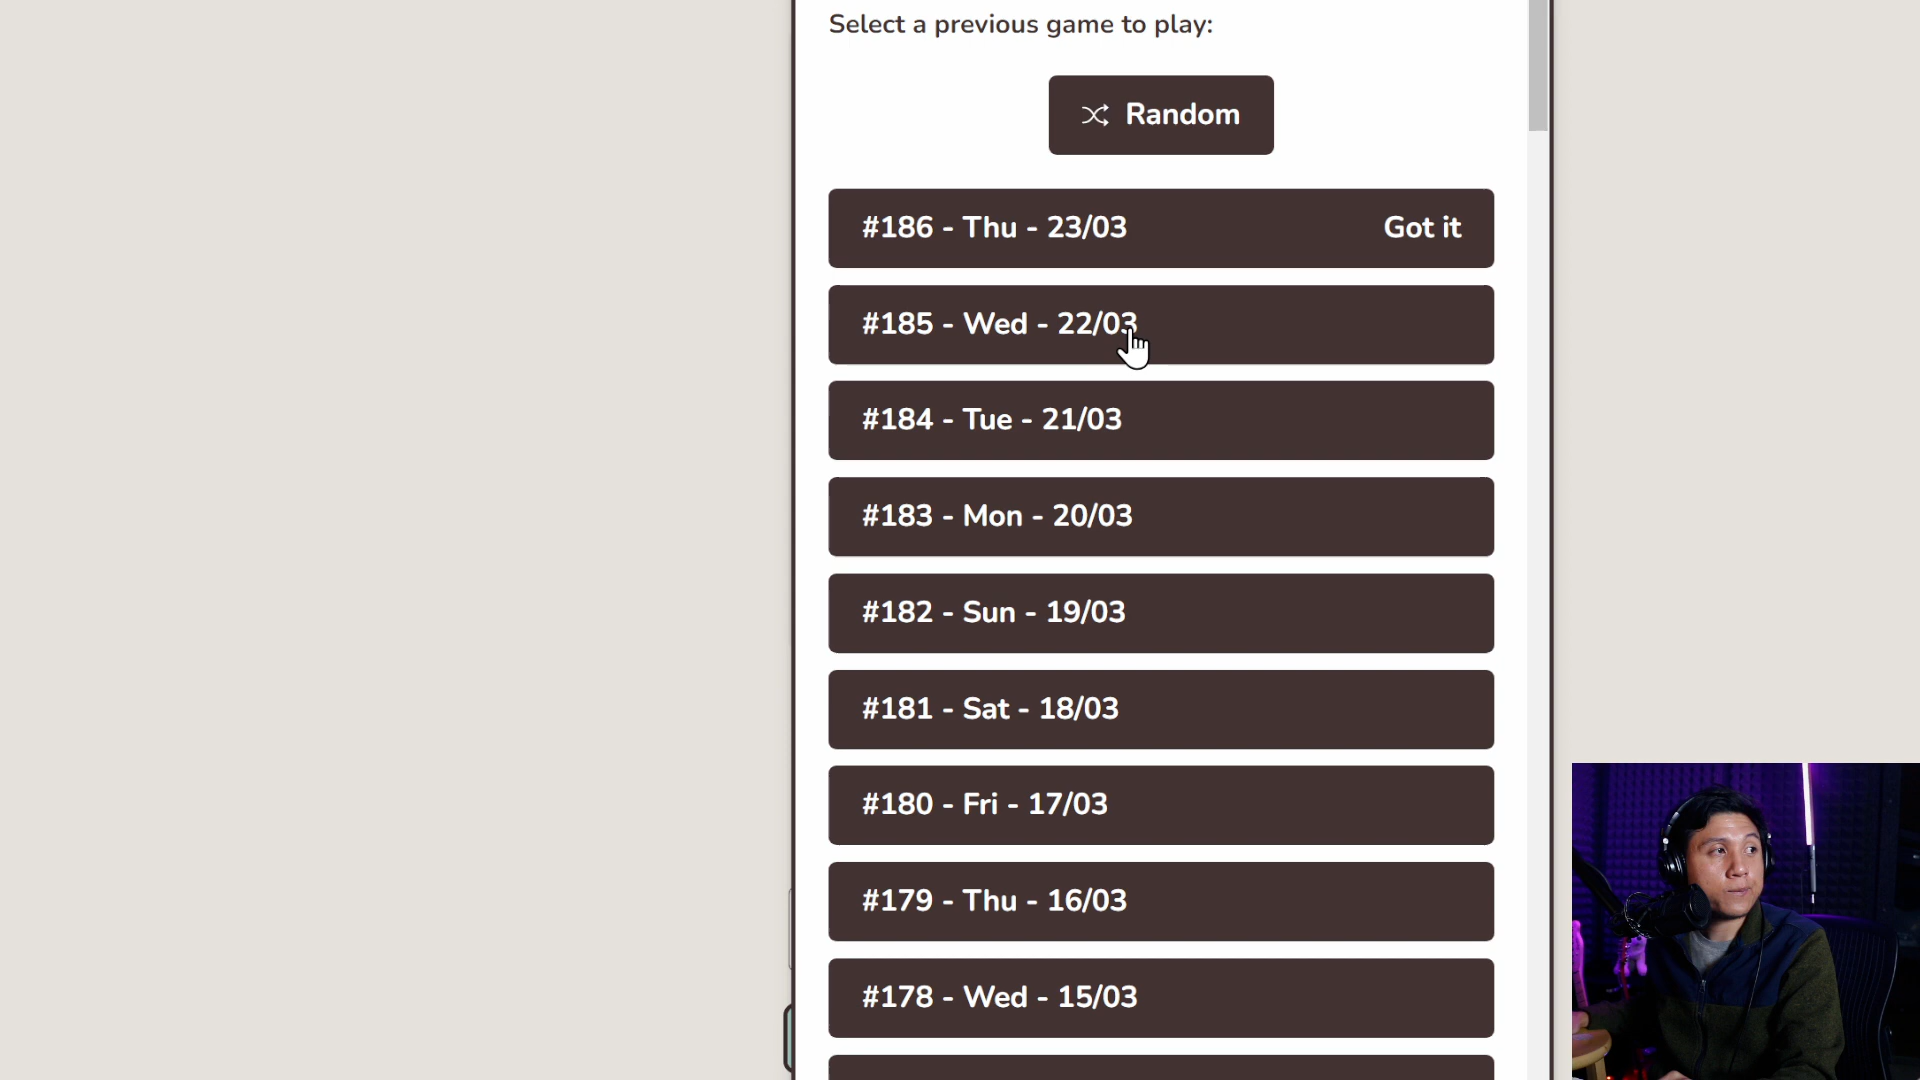 Select a previous game to play:
Random
#186 - Thu - 23/03 Got it
#185 - Wed - 22/03
#184 - Tue - 21/03
#183 - Mon - 20/03
#182 - Sun - 19/03
#181 - Sat - 18/03
#180 - Fri - 17/03
#179 - Thu - 16/03
#178 - Wed - 15/03